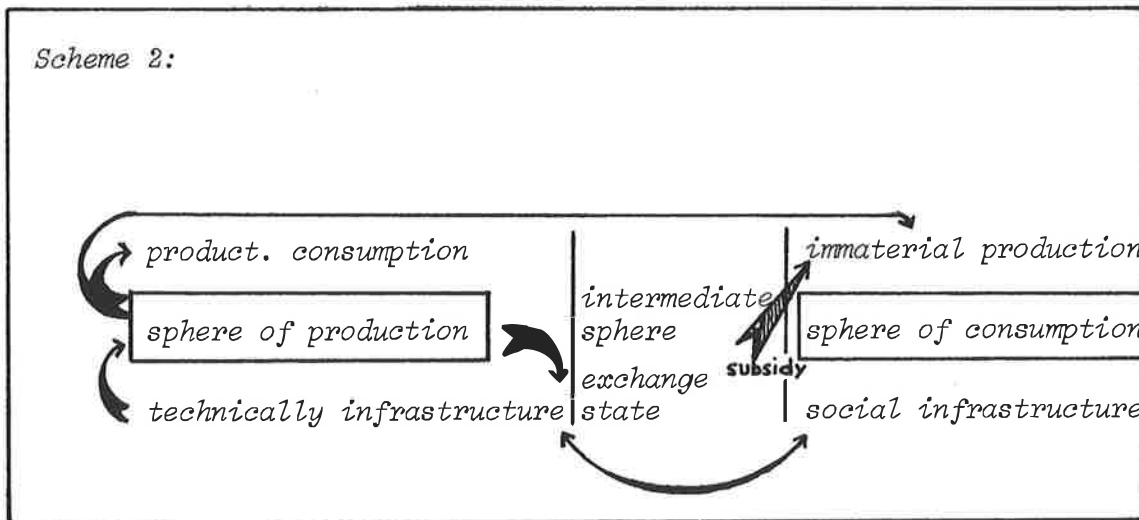 Scheme 2:
product. consumption
immaterial production
intermediate
sphere of production
sphere
sphere of consumption
subsidy
exchange
technically infrastructure
state
social infrastructure